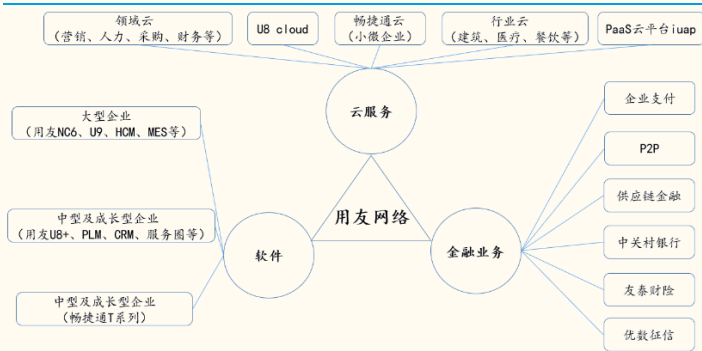 领域云
（营销、人力、采购、财务等）
U8 cloud
畅捷通云
（小微企业）
行业云
（建筑、医疗、餐饮等）
PaaS云平台iuap
云服务
大型企业
（用友NC6、U9、HCM、MES等）
中型及成长型企业
（用友U8+、PLM、CRM、服务圈等）
中型及成长型企业
（畅捷通T系列）
软件
用友网络
金融业务
企业支付
P2P
供应链金融
中关村银行
友泰财险
优数征信